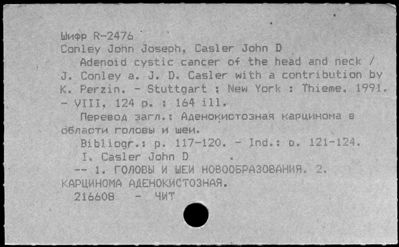 Шифр R-2476
Conley John Joseph, Casler John D
Adenoid cystic cancer of the head and neck /
J. Conley a. J. D. Casler with a contribution by
K. Perzin. - Stuttgart : New York : Thieme, 1991.
- VIII, 124 p. : 164 ill.
Перевод загл.: Аденокистозная карцинома в
области головы и шеи.
Bibliogr.: p. 117-120. - Ind.: p. 121-124.
I. Casler John D .
-- 1. ГОЛОВЫ И ШЕИ НОВООБРАЗОВАНИЯ. 2.
КАРЦИНОМА АДЕНОКИСТОЗНАЯ.
216608 - ЧИТ